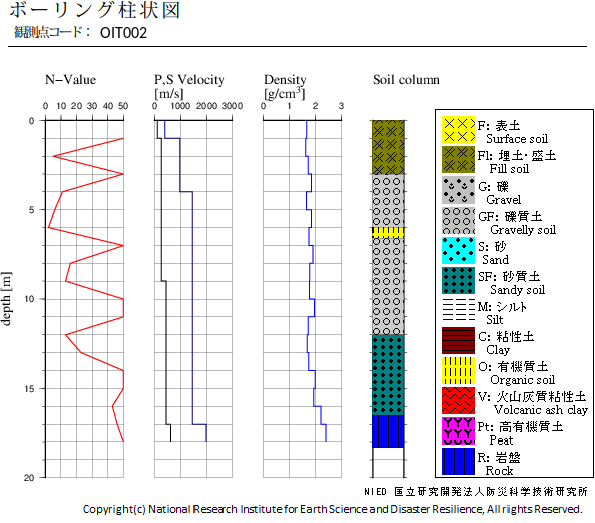 ボーリング柱状図
観測点コード： OIT002
N−Value
P,S Velocity
[m/s]
Density
[g/cm³]
Soil column
0 10 20 30 40 50
0 1000 2000 3000
0 1 2 3
0
5
10
15
20
depth [m]
F: 表土
Surface soil
Fl: 埋土・盛土
Fill soil
G: 礫
Gravel
GF: 礫質土
Gravelly soil
S: 砂
Sand
SF: 砂質土
Sandy soil
M: シルト
Silt
C: 粘性土
Clay
O: 有機質土
Organic soil
V: 火山灰質粘性土
Volcanic ash clay
Pt: 高有機質土
Peat
R: 岩盤
Rock
NIED 国立研究開発法人防災科学技術研究所
Copyright(c) National Research Institute for Earth Science and Disaster Resilience, All rights Reserved.